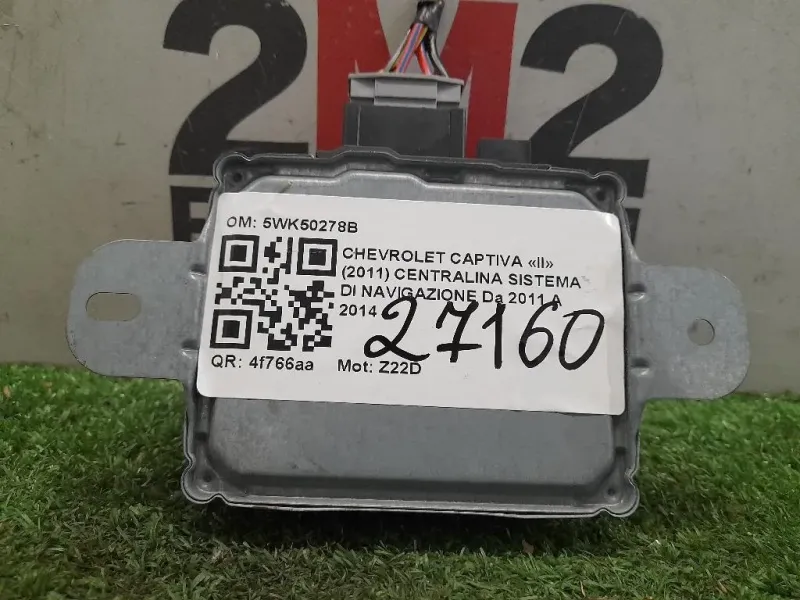 2M2
OM: 5WK50278B
CHEVROLET CAPTIVA «II»
(2011) CENTRALINA SISTEMA
DI NAVIGAZIONE Da 2011 A
2014
27160
QR: 4f766aa Mot: Z22D